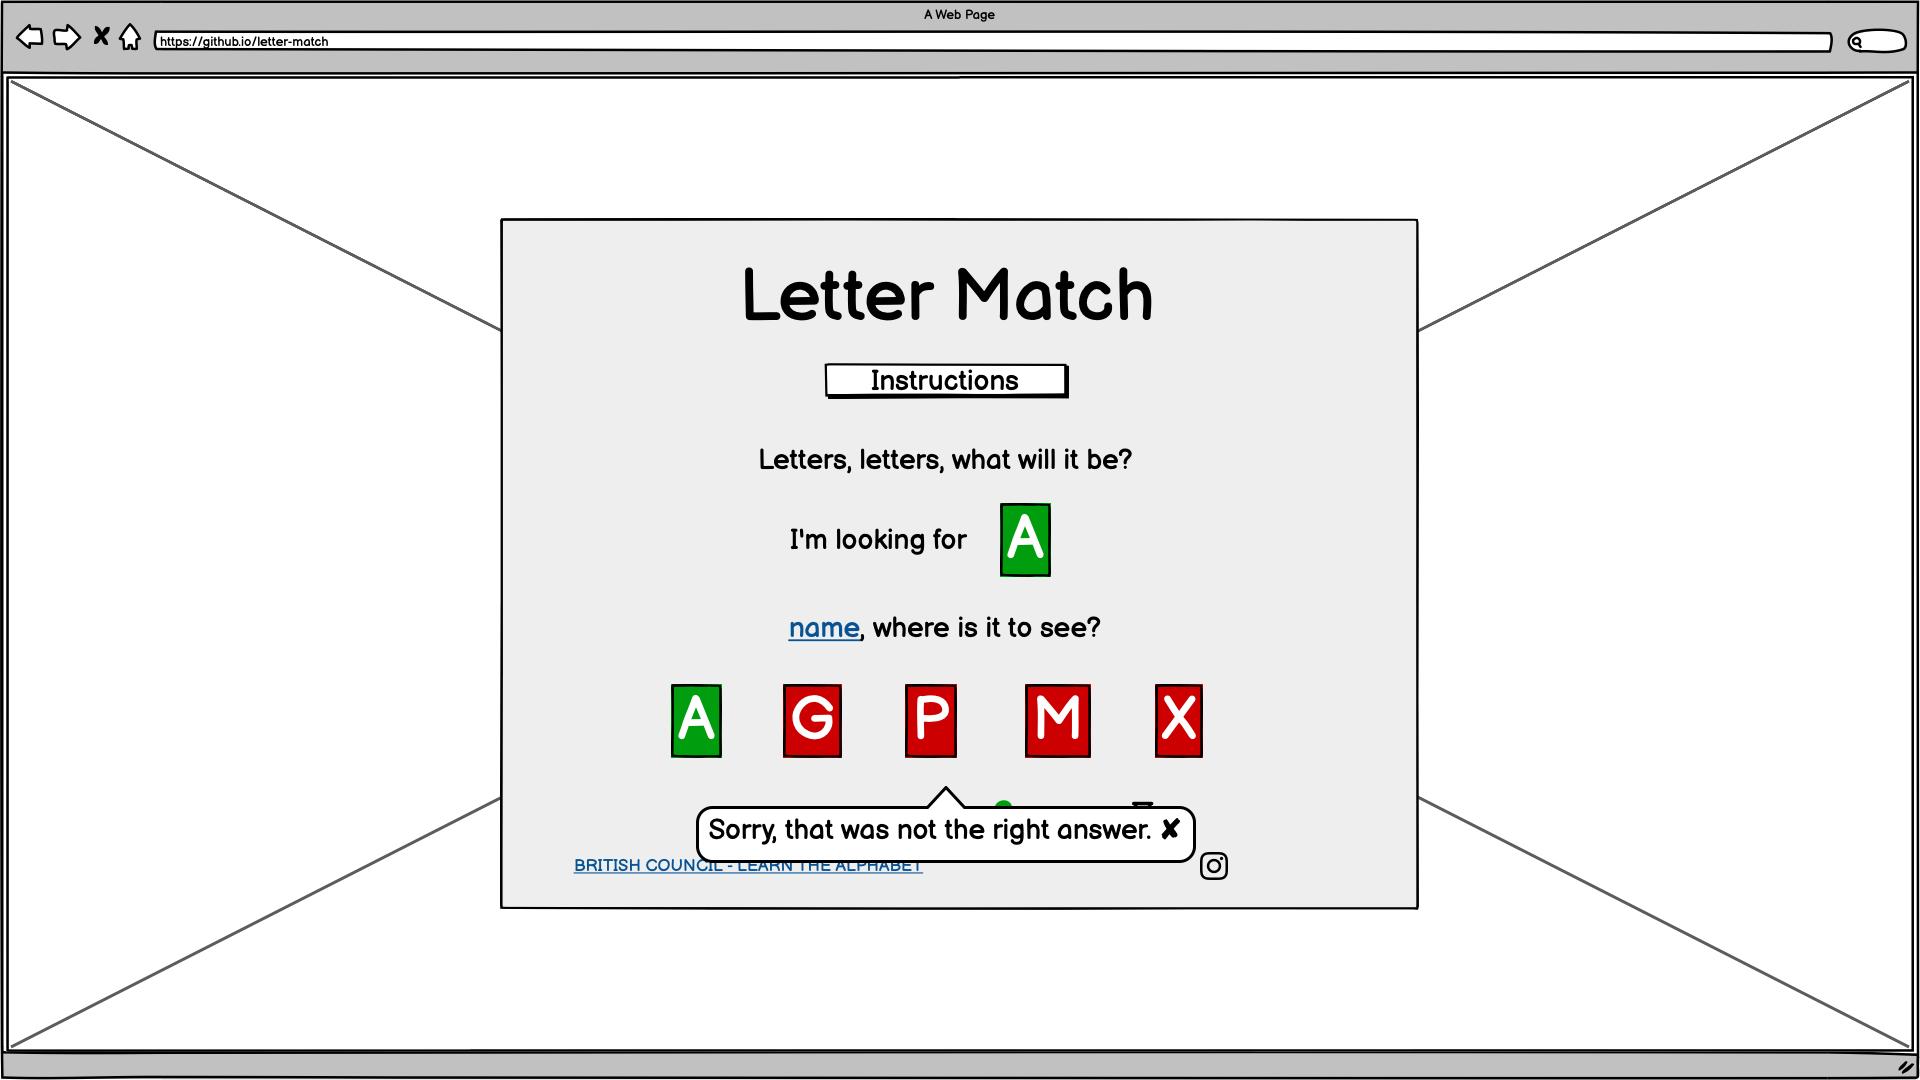 A Web Page
https://github.io/letter-match
Letter Match
Instructions
Letters, letters, what will it be?
I'm looking for A
name, where is it to see?
A G P M X
Sorry, that was not the right answer. ✘
BRITISH COUNCIL - LEARN THE ALPHABET